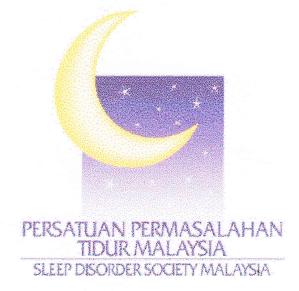 PERSATUAN PERMASALAHAN
TIDUR MALAYSIA
SLEEP DISORDER SOCIETY MALAYSIA